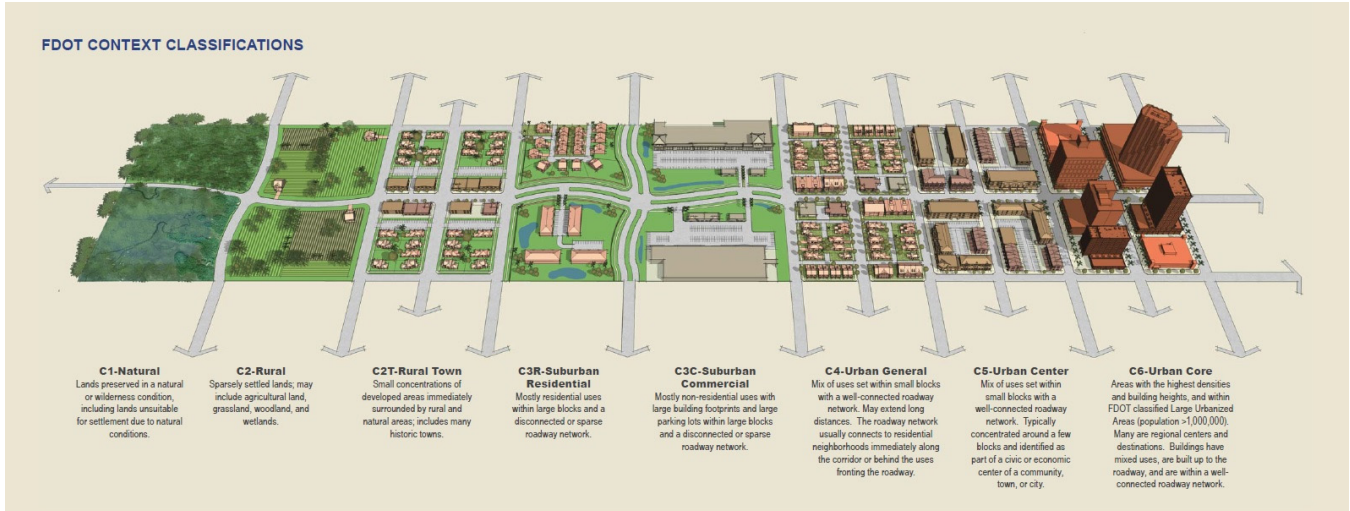 FDOT CONTEXT CLASSIFICATIONS
C1-Natural
Lands preserved in a natural
or wilderness condition,
including lands unsuitable
for settlement due to natural
conditions.
C2-Rural
Sparsely settled lands; may
include agricultural land,
grassland, woodland, and
wetlands.
C2T-Rural Town
Small concentrations of
developed areas immediately
surrounded by rural and
natural areas; includes many
historic towns.
C3R-Suburban
Residential
Mostly residential uses
within large blocks and a
disconnected or sparse
roadway network.
C3C-Suburban
Commercial
Mostly non-residential uses with
large building footprints and large
parking lots within large blocks
and a disconnected or sparse
roadway network.
C4-Urban General
Mix of uses set within small blocks
with a well-connected roadway
network. May extend long
distances. The roadway network
usually connects to residential
neighborhoods immediately along
the corridor or behind the uses
fronting the roadway.
C5-Urban Center
Mix of uses set within
small blocks with a
well-connected roadway
network. Typically
concentrated around a few
blocks and identified as
part of a civic or economic
center of a community,
town, or city.
C6-Urban Core
Areas with the highest densities
and building heights, and within
FDOT classified Large Urbanized
Areas (population >1,000,000).
Many are regional centers and
destinations. Buildings have
mixed uses, are built up to the
roadway, and are within a well-
connected roadway network.